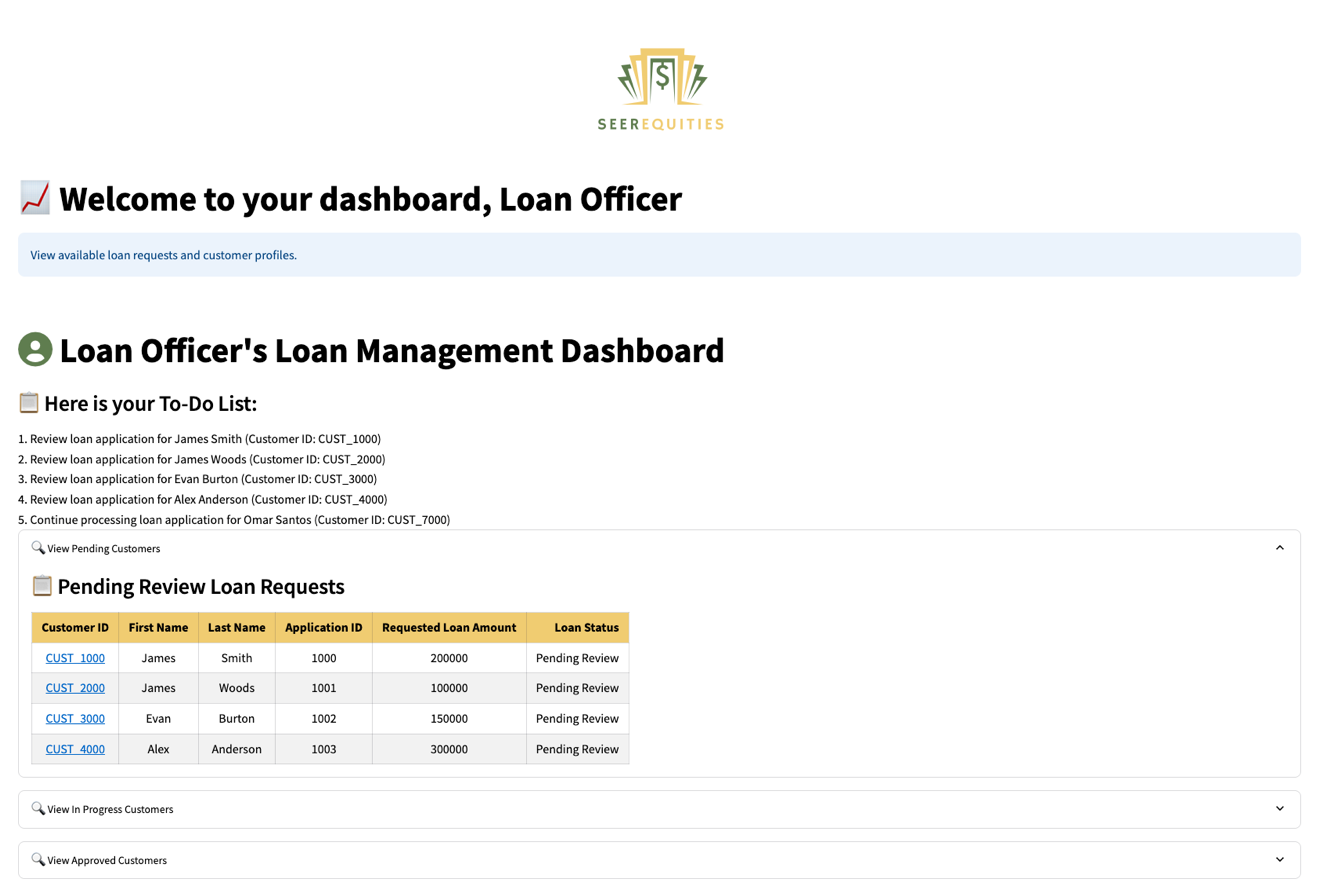 $
SEEREQUITIES
📈 Welcome to your dashboard, Loan Officer
View available loan requests and customer profiles.
Loan Officer's Loan Management Dashboard
📋 Here is your To-Do List:
1. Review loan application for James Smith (Customer ID: CUST_1000)
2. Review loan application for James Woods (Customer ID: CUST_2000)
3. Review loan application for Evan Burton (Customer ID: CUST_3000)
4. Review loan application for Alex Anderson (Customer ID: CUST_4000)
5. Continue processing loan application for Omar Santos (Customer ID: CUST_7000)
🔍 View Pending Customers
📋 Pending Review Loan Requests
Customer ID First Name Last Name Application ID Requested Loan Amount Loan Status
CUST_1000 James Smith 1000 200000 Pending Review
CUST_2000 James Woods 1001 100000 Pending Review
CUST_3000 Evan Burton 1002 150000 Pending Review
CUST_4000 Alex Anderson 1003 300000 Pending Review
🔍 View In Progress Customers
🔍 View Approved Customers